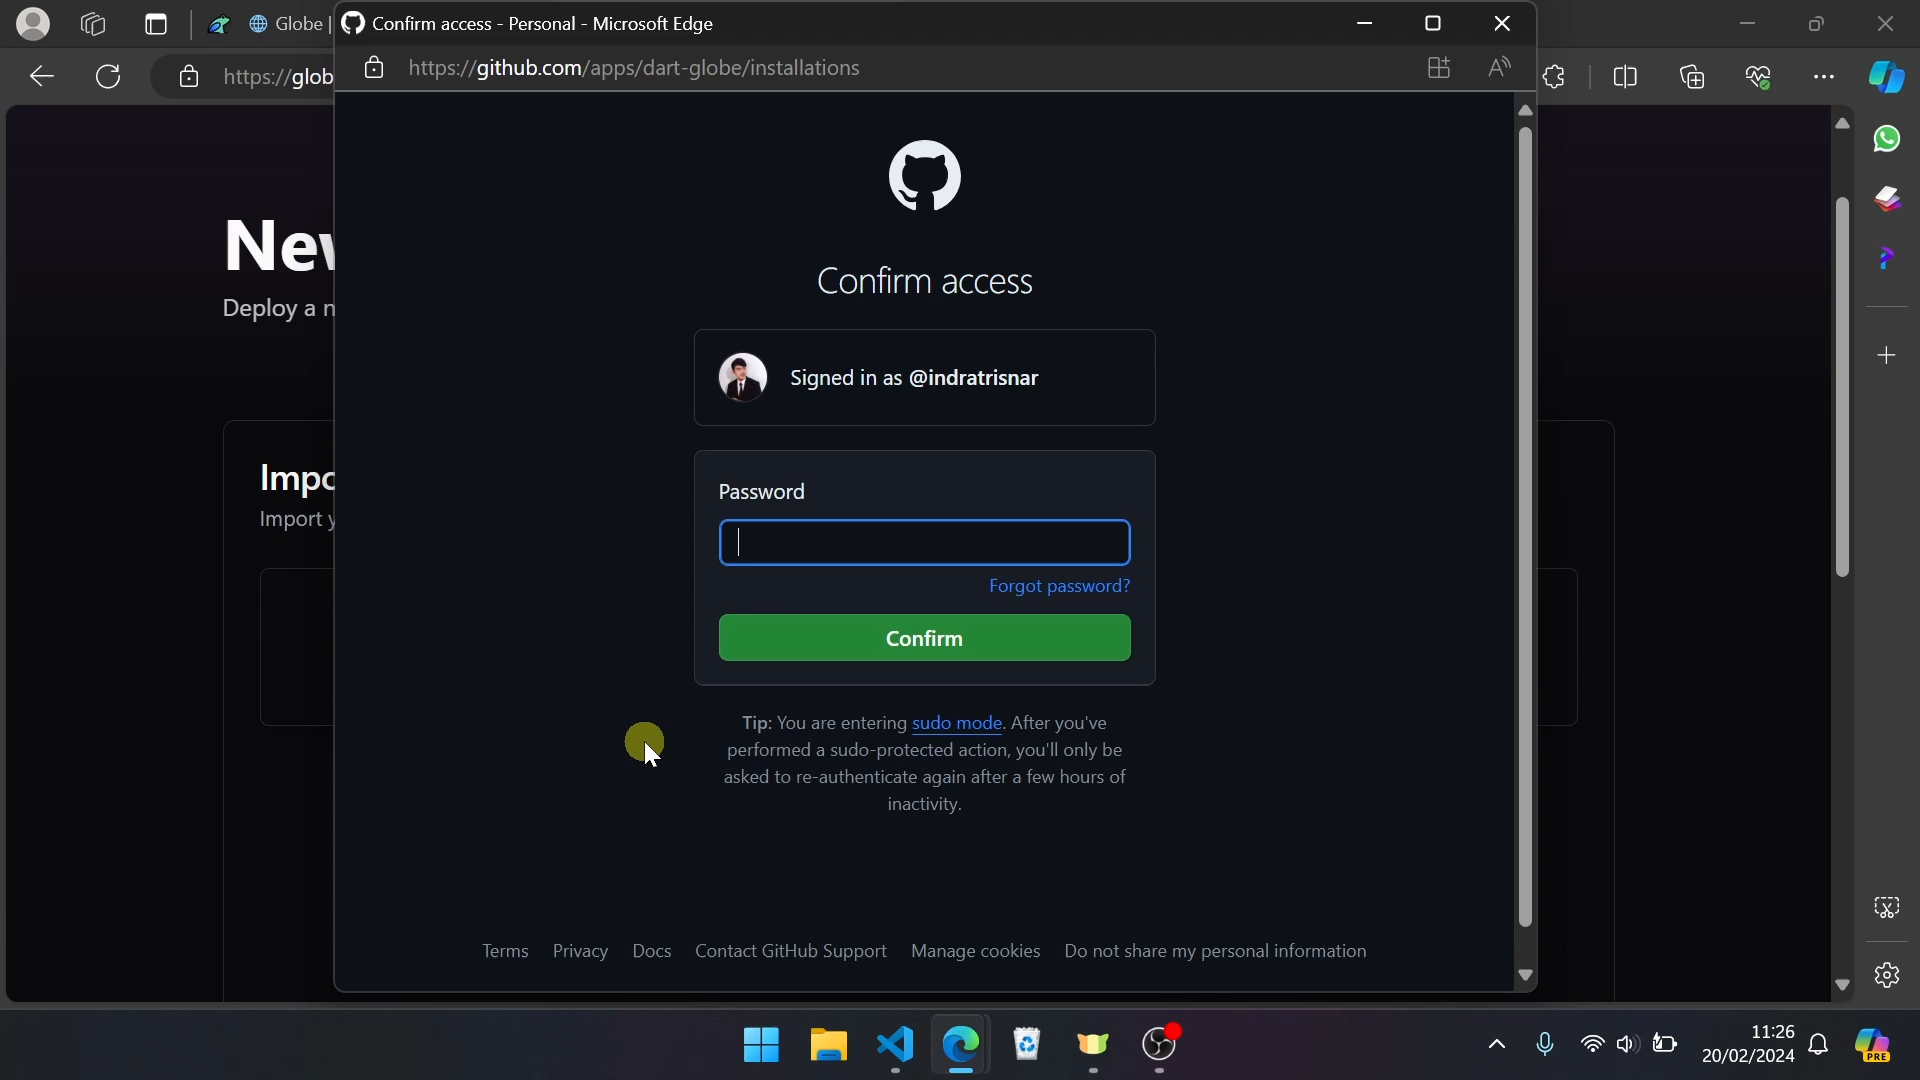 Globe |
Confirm access - Personal - Microsoft Edge
https://glob
https://github.com/apps/dart-globe/installations
A
New
Deploy a n
Impo
Import y
Confirm access
Signed in as @indratrisnar
Password
Forgot password?
Confirm
Tip: You are entering sudo mode. After you've
performed a sudo-protected action, you'll only be
asked to re-authenticate again after a few hours of
inactivity.
Terms Privacy Docs Contact GitHub Support Manage cookies Do not share my personal information
11:26
20/02/2024
PRE